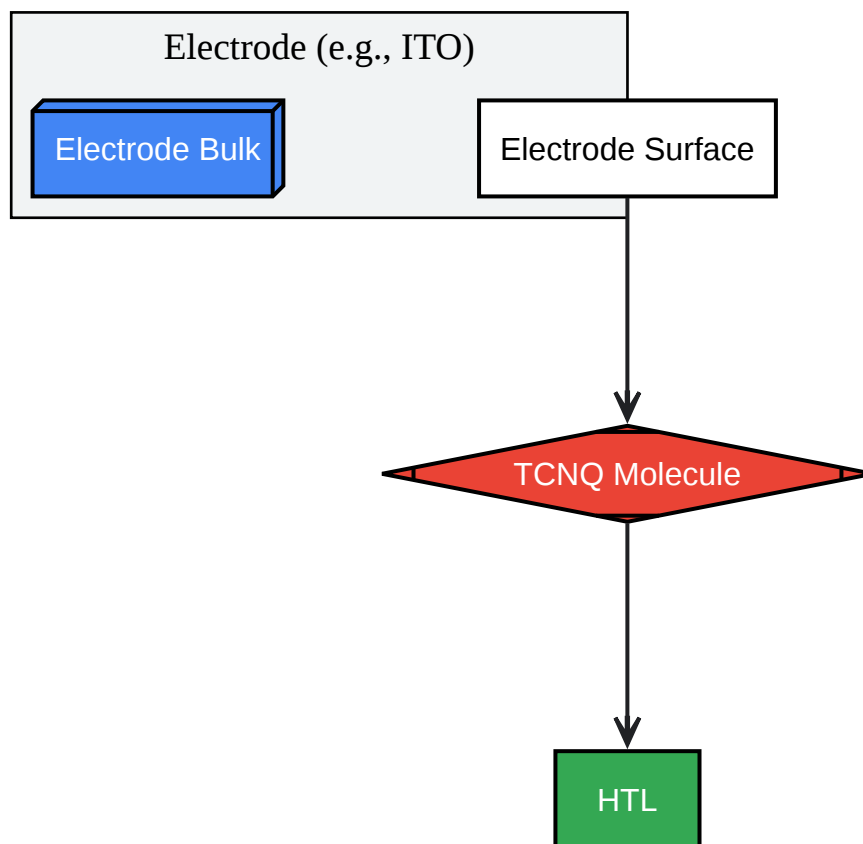 Electrode (e.g., ITO)
Electrode Bulk
Electrode Surface
TCNQ Molecule
HTL